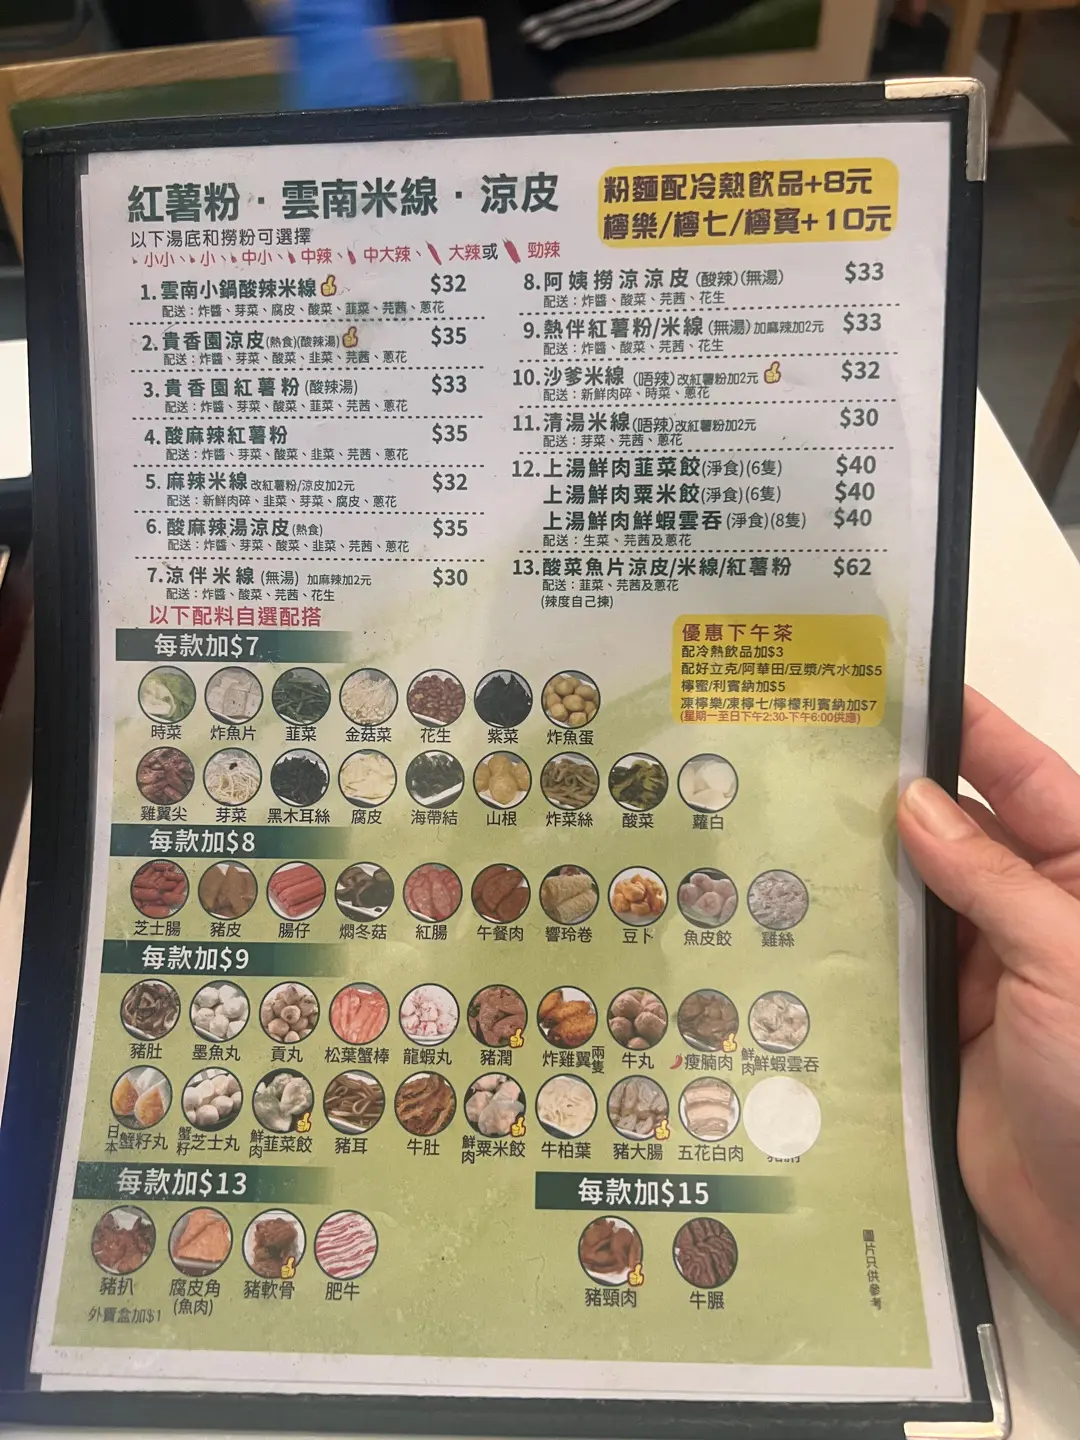 紅薯粉·雲南米線·涼皮
粉麵配冷熱飲品+8元
檸樂/檸七/檸賓+10元
以下湯底和撈粉可選擇
小小、小、中小、中辣、中大辣、大辣或 勁辣
1.雲南小鍋酸辣米線 $32
配送：炸醬、芽菜、腐皮、酸菜、韮菜、芫茜、蔥花
2.貴香園涼皮(熱食)(酸辣湯) $35
配送：炸醬、芽菜、酸菜、韭菜、芫茜、蔥花
3.貴香園紅薯粉(酸辣湯) $33
配送：炸醬、芽菜、酸菜、韮菜、芫茜、蔥花
4.酸麻辣紅薯粉 $35
配送：炸醬、芽菜、酸菜、韭菜、芫茜、蔥花
5.麻辣米線 改紅薯粉/涼皮加2元 $32
配送：新鮮肉碎、韭菜、芽菜、腐皮、蔥花
6.酸麻辣湯涼皮(熱食) $35
配送：炸醬、芽菜、酸菜、韭菜、芫茜、蔥花
7.涼伴米線(無湯) 加麻辣加2元 $30
配送：炸醬、酸菜、芫茜、花生
8.阿姨撈涼涼皮(酸辣)(無湯) $33
配送：炸醬、酸菜、芫茜、花生
9.熱伴紅薯粉/米線(無湯)加麻辣加2元 $33
配送：炸醬、酸菜、芫茜、花生
10.沙爹米線(唔辣)改紅薯粉加2元 $32
配送：新鮮肉碎、時菜、蔥花
11.清湯米線(唔辣)改紅薯粉加2元 $30
配送：芽菜、芫茜、蔥花
12.上湯鮮肉韮菜餃(淨食)(6隻) $40
上湯鮮肉粟米餃(淨食)(6隻) $40
上湯鮮肉鮮蝦雲吞(淨食)(8隻) $40
配送：生菜、芫茜及蔥花
13.酸菜魚片涼皮/米線/紅薯粉 $62
配送：韮菜、芫茜及蔥花
(辣度自己揀)
以下配料自選配搭
優惠下午茶
配冷熱飲品加$3
配好立克/阿華田/豆漿/汽水加$5
檸蜜/利賓納加$5
凍檸樂/凍檸七/檸檬利賓納加$7
(星期一至日下午2:30-下午6:00供應)
每款加$7
時菜 炸魚片 韮菜 金菇菜 花生 紫菜 炸魚蛋
雞翼尖 芽菜 黑木耳絲 腐皮 海帶結 山根 炸菜絲 酸菜 蘿白
每款加$8
芝士腸 豬皮 腸仔 燜冬菇 紅腸 午餐肉 響玲卷 豆卜 魚皮餃 雞絲
每款加$9
豬肚 墨魚丸 貢丸 松葉蟹棒 龍蝦丸 豬潤 炸雞翼兩隻 牛丸 瘦腩肉 鮮肉鮮蝦雲吞
日本蟹籽丸 蟹籽芝士丸 鮮肉韮菜餃 豬耳 牛肚 鮮肉粟米餃 牛柏葉 豬大腸 五花白肉
每款加$13
每款加$15
豬扒 腐皮角 豬軟骨 肥牛
(魚肉)
豬頸肉 牛𦟌
外賣盒加$1
圖片只供參考